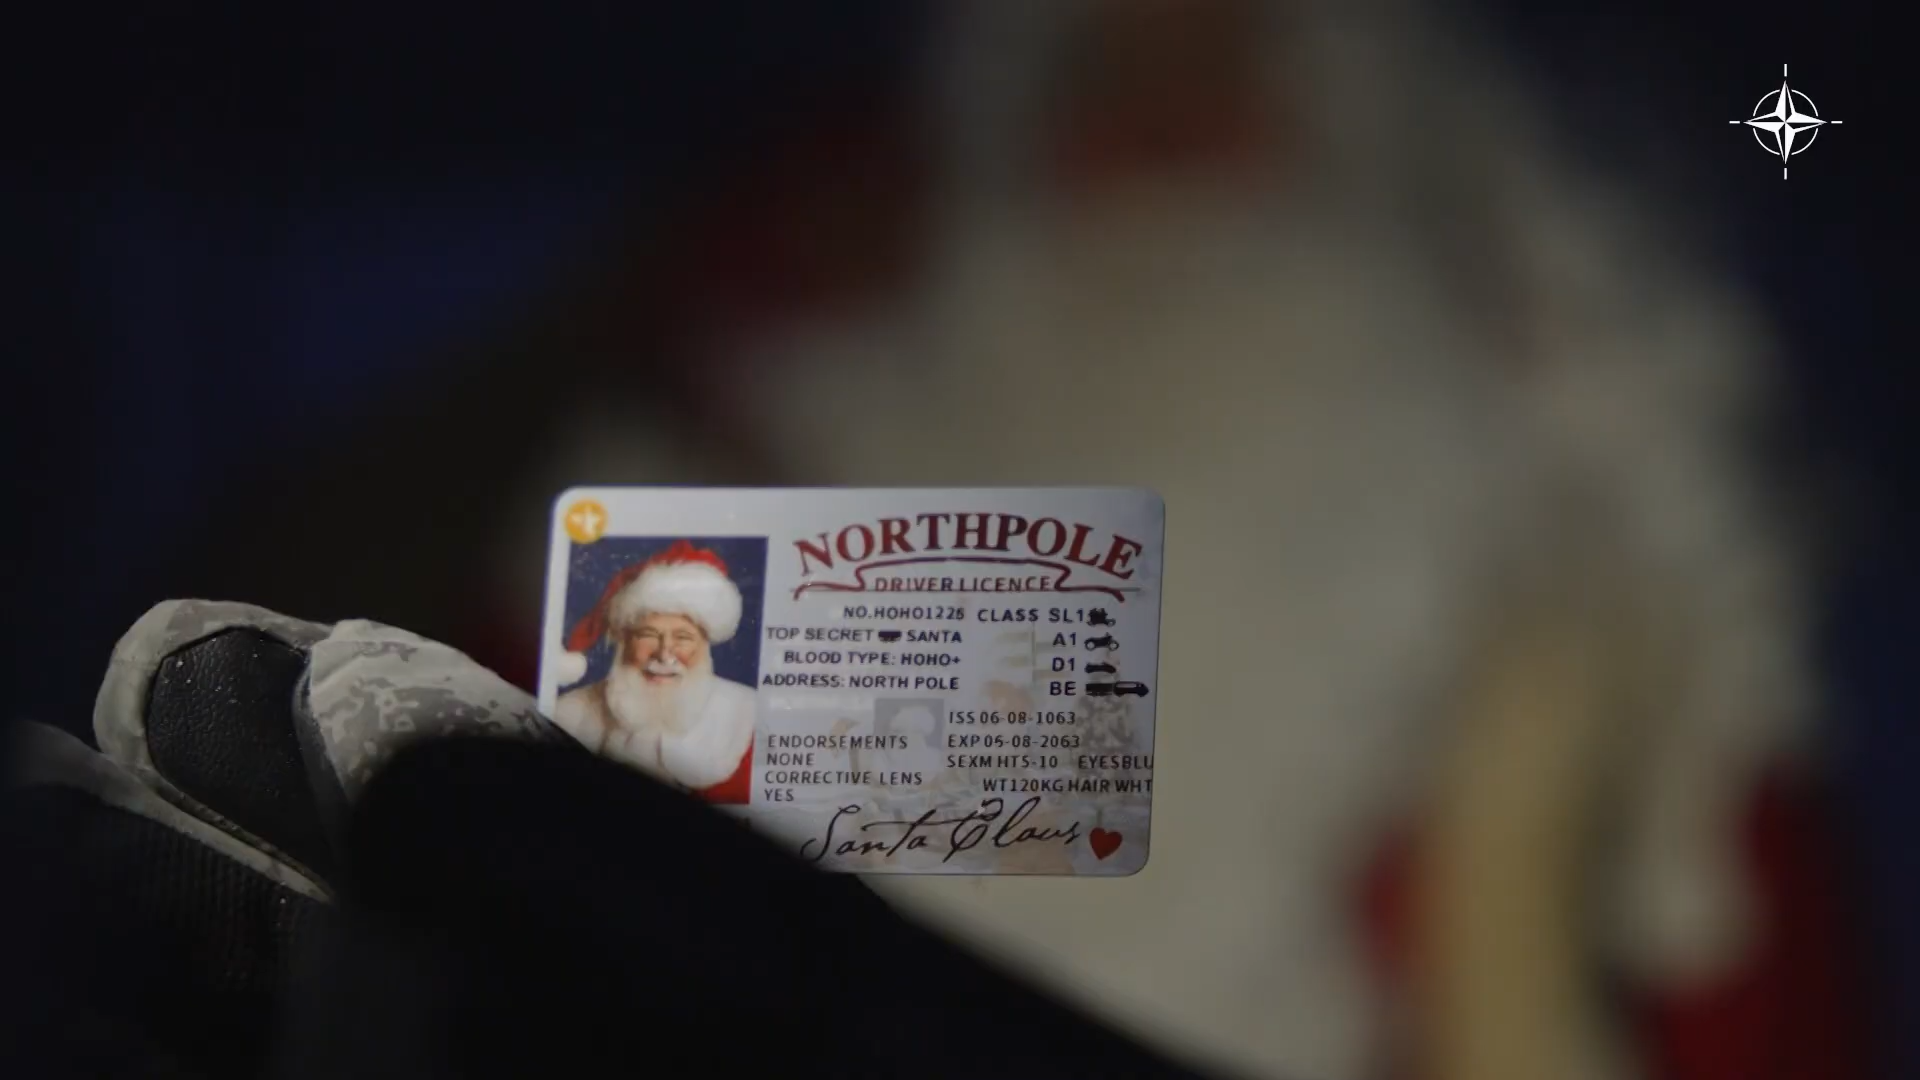 NORTHPOLE
DRIVER LICENCE
NO.HOHO1225 CLASS SL1
TOP SECRET SANTA A1
BLOOD TYPE: HOHO+ D1
ADDRESS: NORTH POLE BE
ISS 06-08-1063
ENDORSEMENTS EXP 06-08-2063
NONE SEXM HT5-10 EYESBLU
CORRECTIVE LENS WT120KG HAIR WHT
YES
Santa Claus